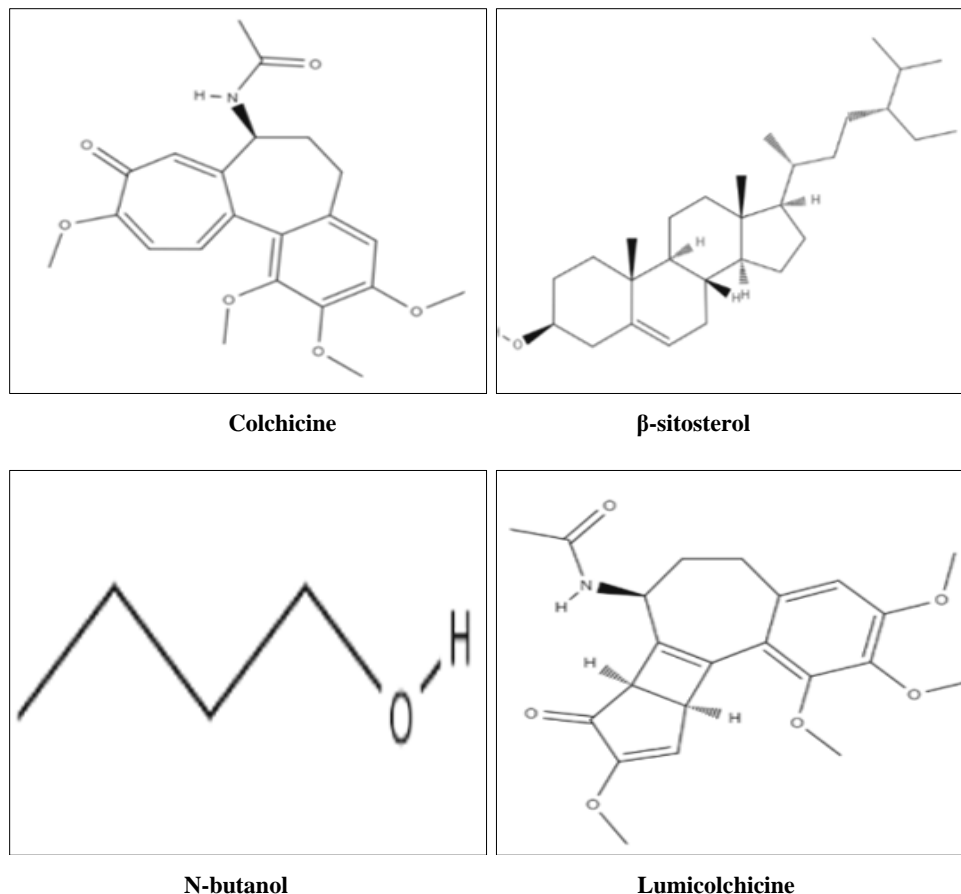 O
H-N
O
O
O
O
O
Colchicine
H
H
H H
O
β-sitosterol
H
O
N-butanol
O
N
H
H
O
H
O
O
O
O
Lumicolchicine